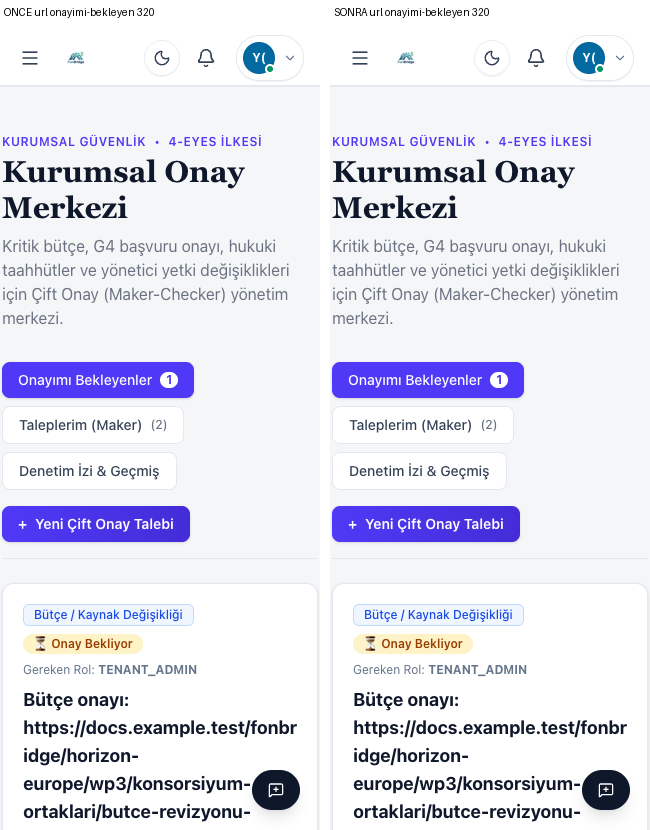 ONCE url onayimi-bekleyen 320
Y(
KURUMSAL GÜVENLİK • 4-EYES İLKESİ
Kurumsal Onay
Merkezi
Kritik bütçe, G4 başvuru onayı, hukuki
taahhütler ve yönetici yetki değişiklikleri
için Çift Onay (Maker-Checker) yönetim
merkezi.
Onayımı Bekleyenler 1
Taleplerim (Maker) (2)
Denetim İzi & Geçmiş
+ Yeni Çift Onay Talebi
Bütçe / Kaynak Değişikliği
⏳ Onay Bekliyor
Gereken Rol: TENANT_ADMIN
Bütçe onayı:
https://docs.example.test/fonbr
idge/horizon-
europe/wp3/konsorsiyum-
ortaklari/butce-revizyonu-
SONRA url onayimi-bekleyen 320
Y(
KURUMSAL GÜVENLİK • 4-EYES İLKESİ
Kurumsal Onay
Merkezi
Kritik bütçe, G4 başvuru onayı, hukuki
taahhütler ve yönetici yetki değişiklikleri
için Çift Onay (Maker-Checker) yönetim
merkezi.
Onayımı Bekleyenler 1
Taleplerim (Maker) (2)
Denetim İzi & Geçmiş
+ Yeni Çift Onay Talebi
Bütçe / Kaynak Değişikliği
⏳ Onay Bekliyor
Gereken Rol: TENANT_ADMIN
Bütçe onayı:
https://docs.example.test/fonbr
idge/horizon-
europe/wp3/konsorsiyum-
ortaklari/butce-revizyonu-